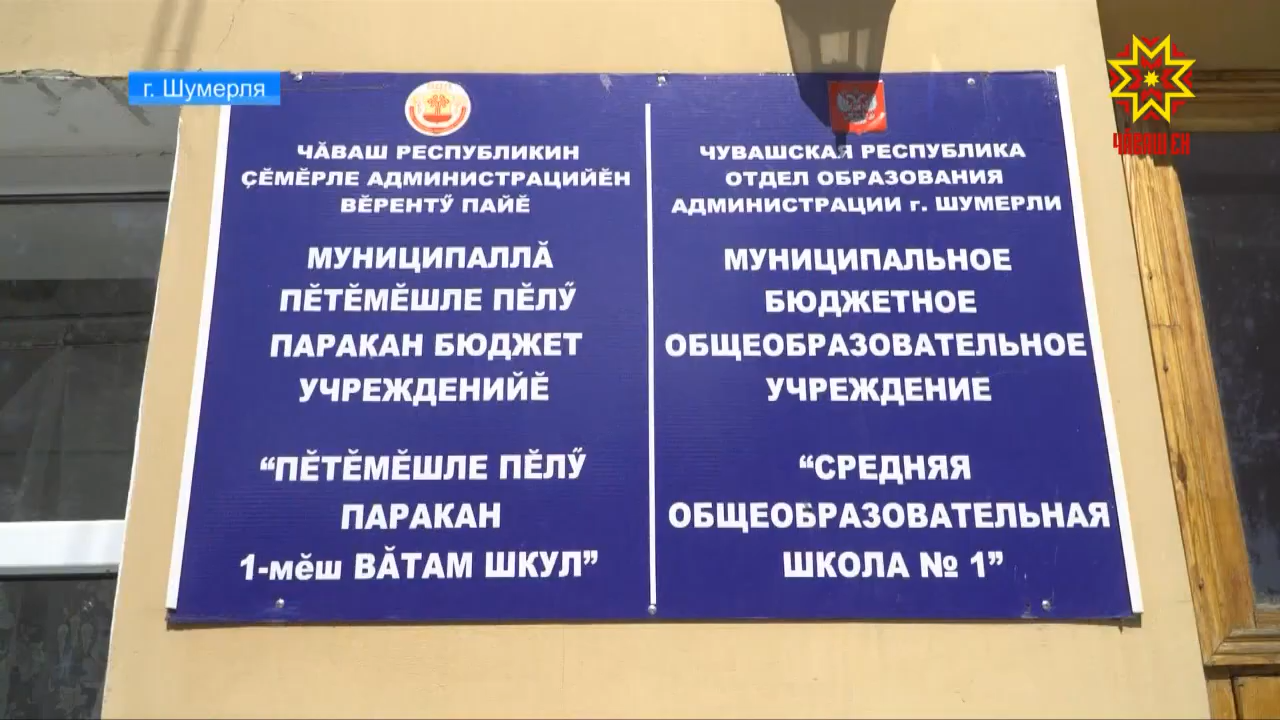 г. Шумерля
ЧӐВАШ ЕН
ЧӐВАШ РЕСПУБЛИКИН
ҪӖМӖРЛЕ АДМИНИСТРАЦИЙӖН
ВӖРЕНТӲ ПАЙӖ
МУНИЦИПАЛЛӐ
ПӖТӖМӖШЛЕ ПӖЛӲ
ПАРАКАН БЮДЖЕТ
УЧРЕЖДЕНИЙӖ
“ПӖТӖМӖШЛЕ ПӖЛӲ
ПАРАКАН
1-мӗш ВӐТАМ ШКУЛ”
ЧУВАШСКАЯ РЕСПУБЛИКА
ОТДЕЛ ОБРАЗОВАНИЯ
АДМИНИСТРАЦИИ г. ШУМЕРЛИ
МУНИЦИПАЛЬНОЕ
БЮДЖЕТНОЕ
ОБЩЕОБРАЗОВАТЕЛЬНОЕ
УЧРЕЖДЕНИЕ
“СРЕДНЯЯ
ОБЩЕОБРАЗОВАТЕЛЬНАЯ
ШКОЛА № 1”